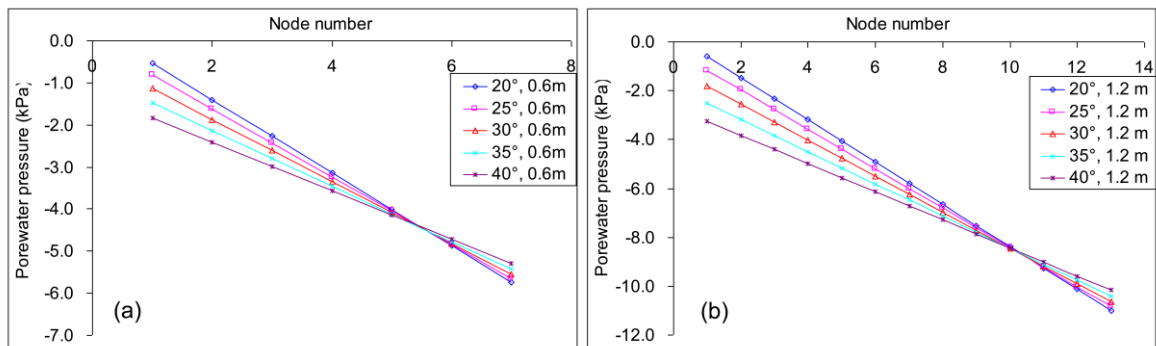 Node number
0.0
0 2 4 6 8
-1.0
-2.0
-3.0
-4.0
-5.0
-6.0
-7.0
Porewater pressure (kPa)
20°, 0.6m
25°, 0.6m
30°, 0.6m
35°, 0.6m
40°, 0.6m
(a)
Node number
0.0
0 2 4 6 8 10 12 14
-2.0
-4.0
-6.0
-8.0
-10.0
-12.0
Porewater pressure (kPa)
20°, 1.2 m
25°, 1.2 m
30°, 1.2 m
35°, 1.2 m
40°, 1.2 m
(b)